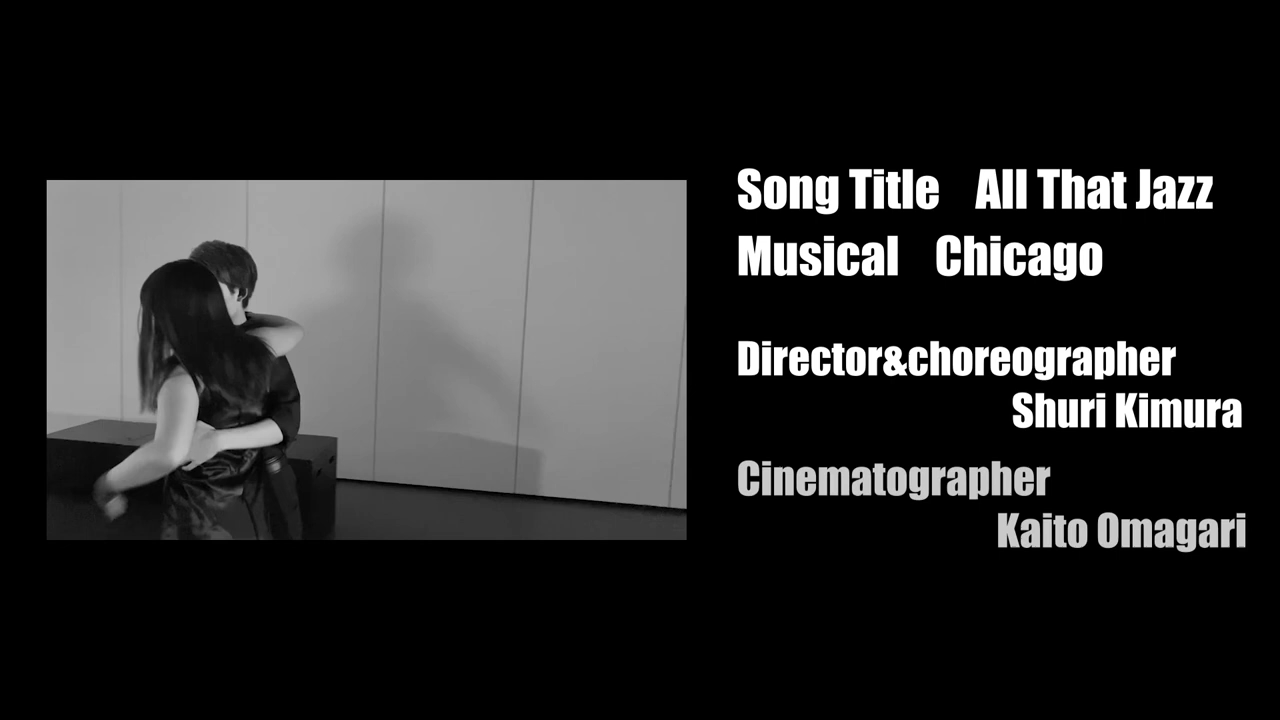 Song Title All That Jazz
Musical Chicago
Director&choreographer
Shuri Kimura
Cinematographer
Kaito Omagari